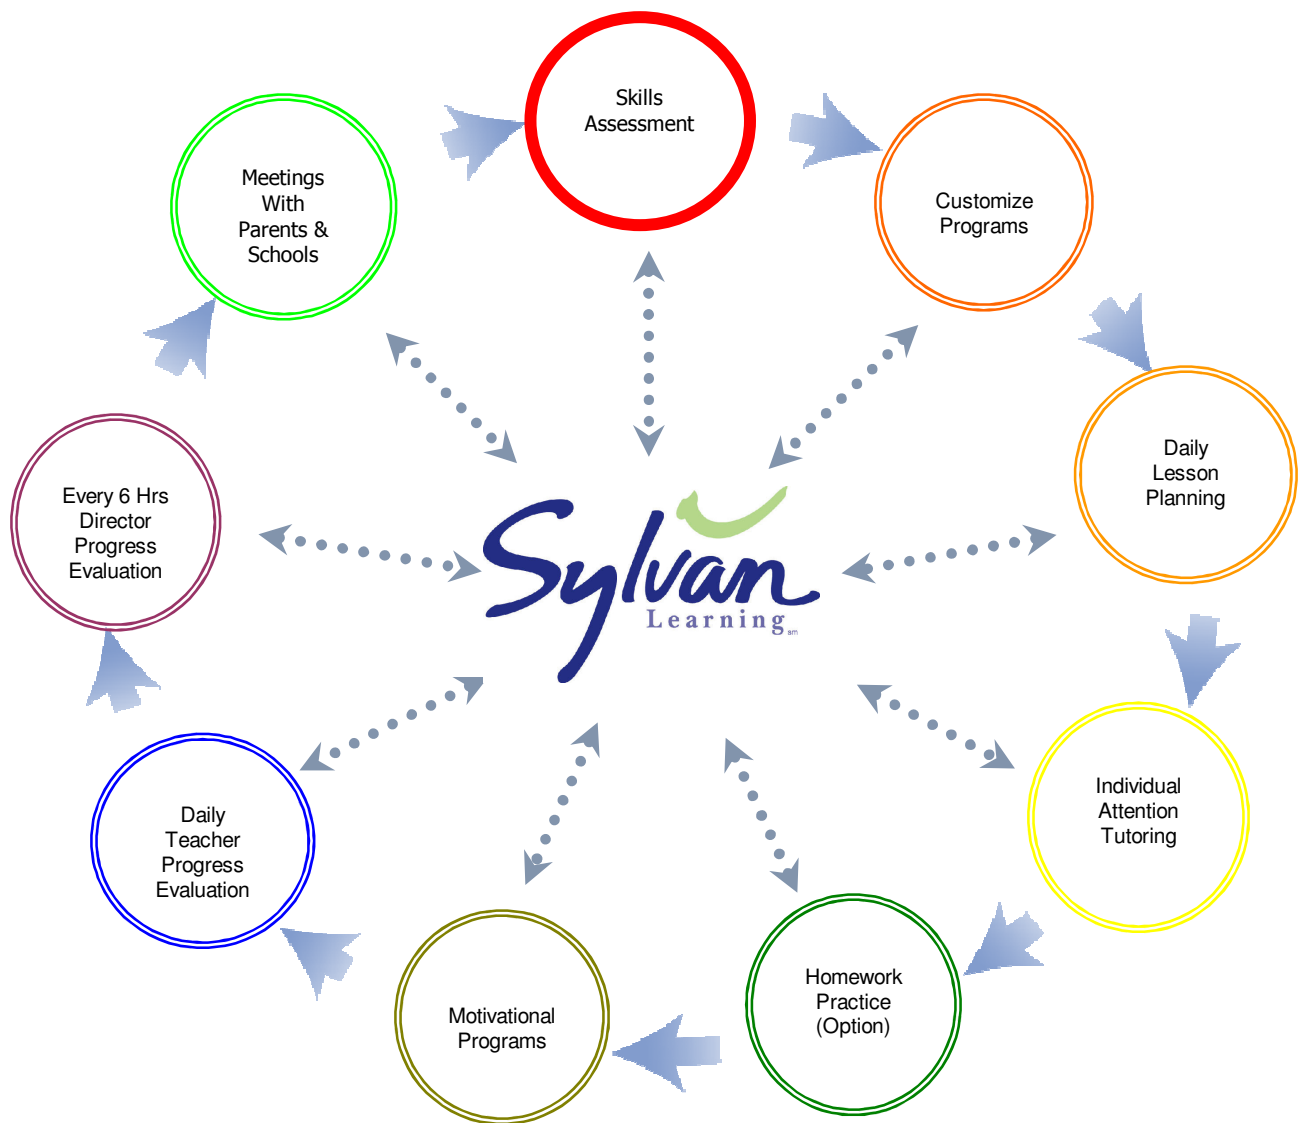 Skills
Assessment
Customize
Programs
Daily
Lesson
Planning
Individual
Attention
Tutoring
Homework
Practice
(Option)
Motivational
Programs
Daily
Teacher
Progress
Evaluation
Every 6 Hrs
Director
Progress
Evaluation
Meetings
With
Parents &
Schools
Sylvan
Learning℠